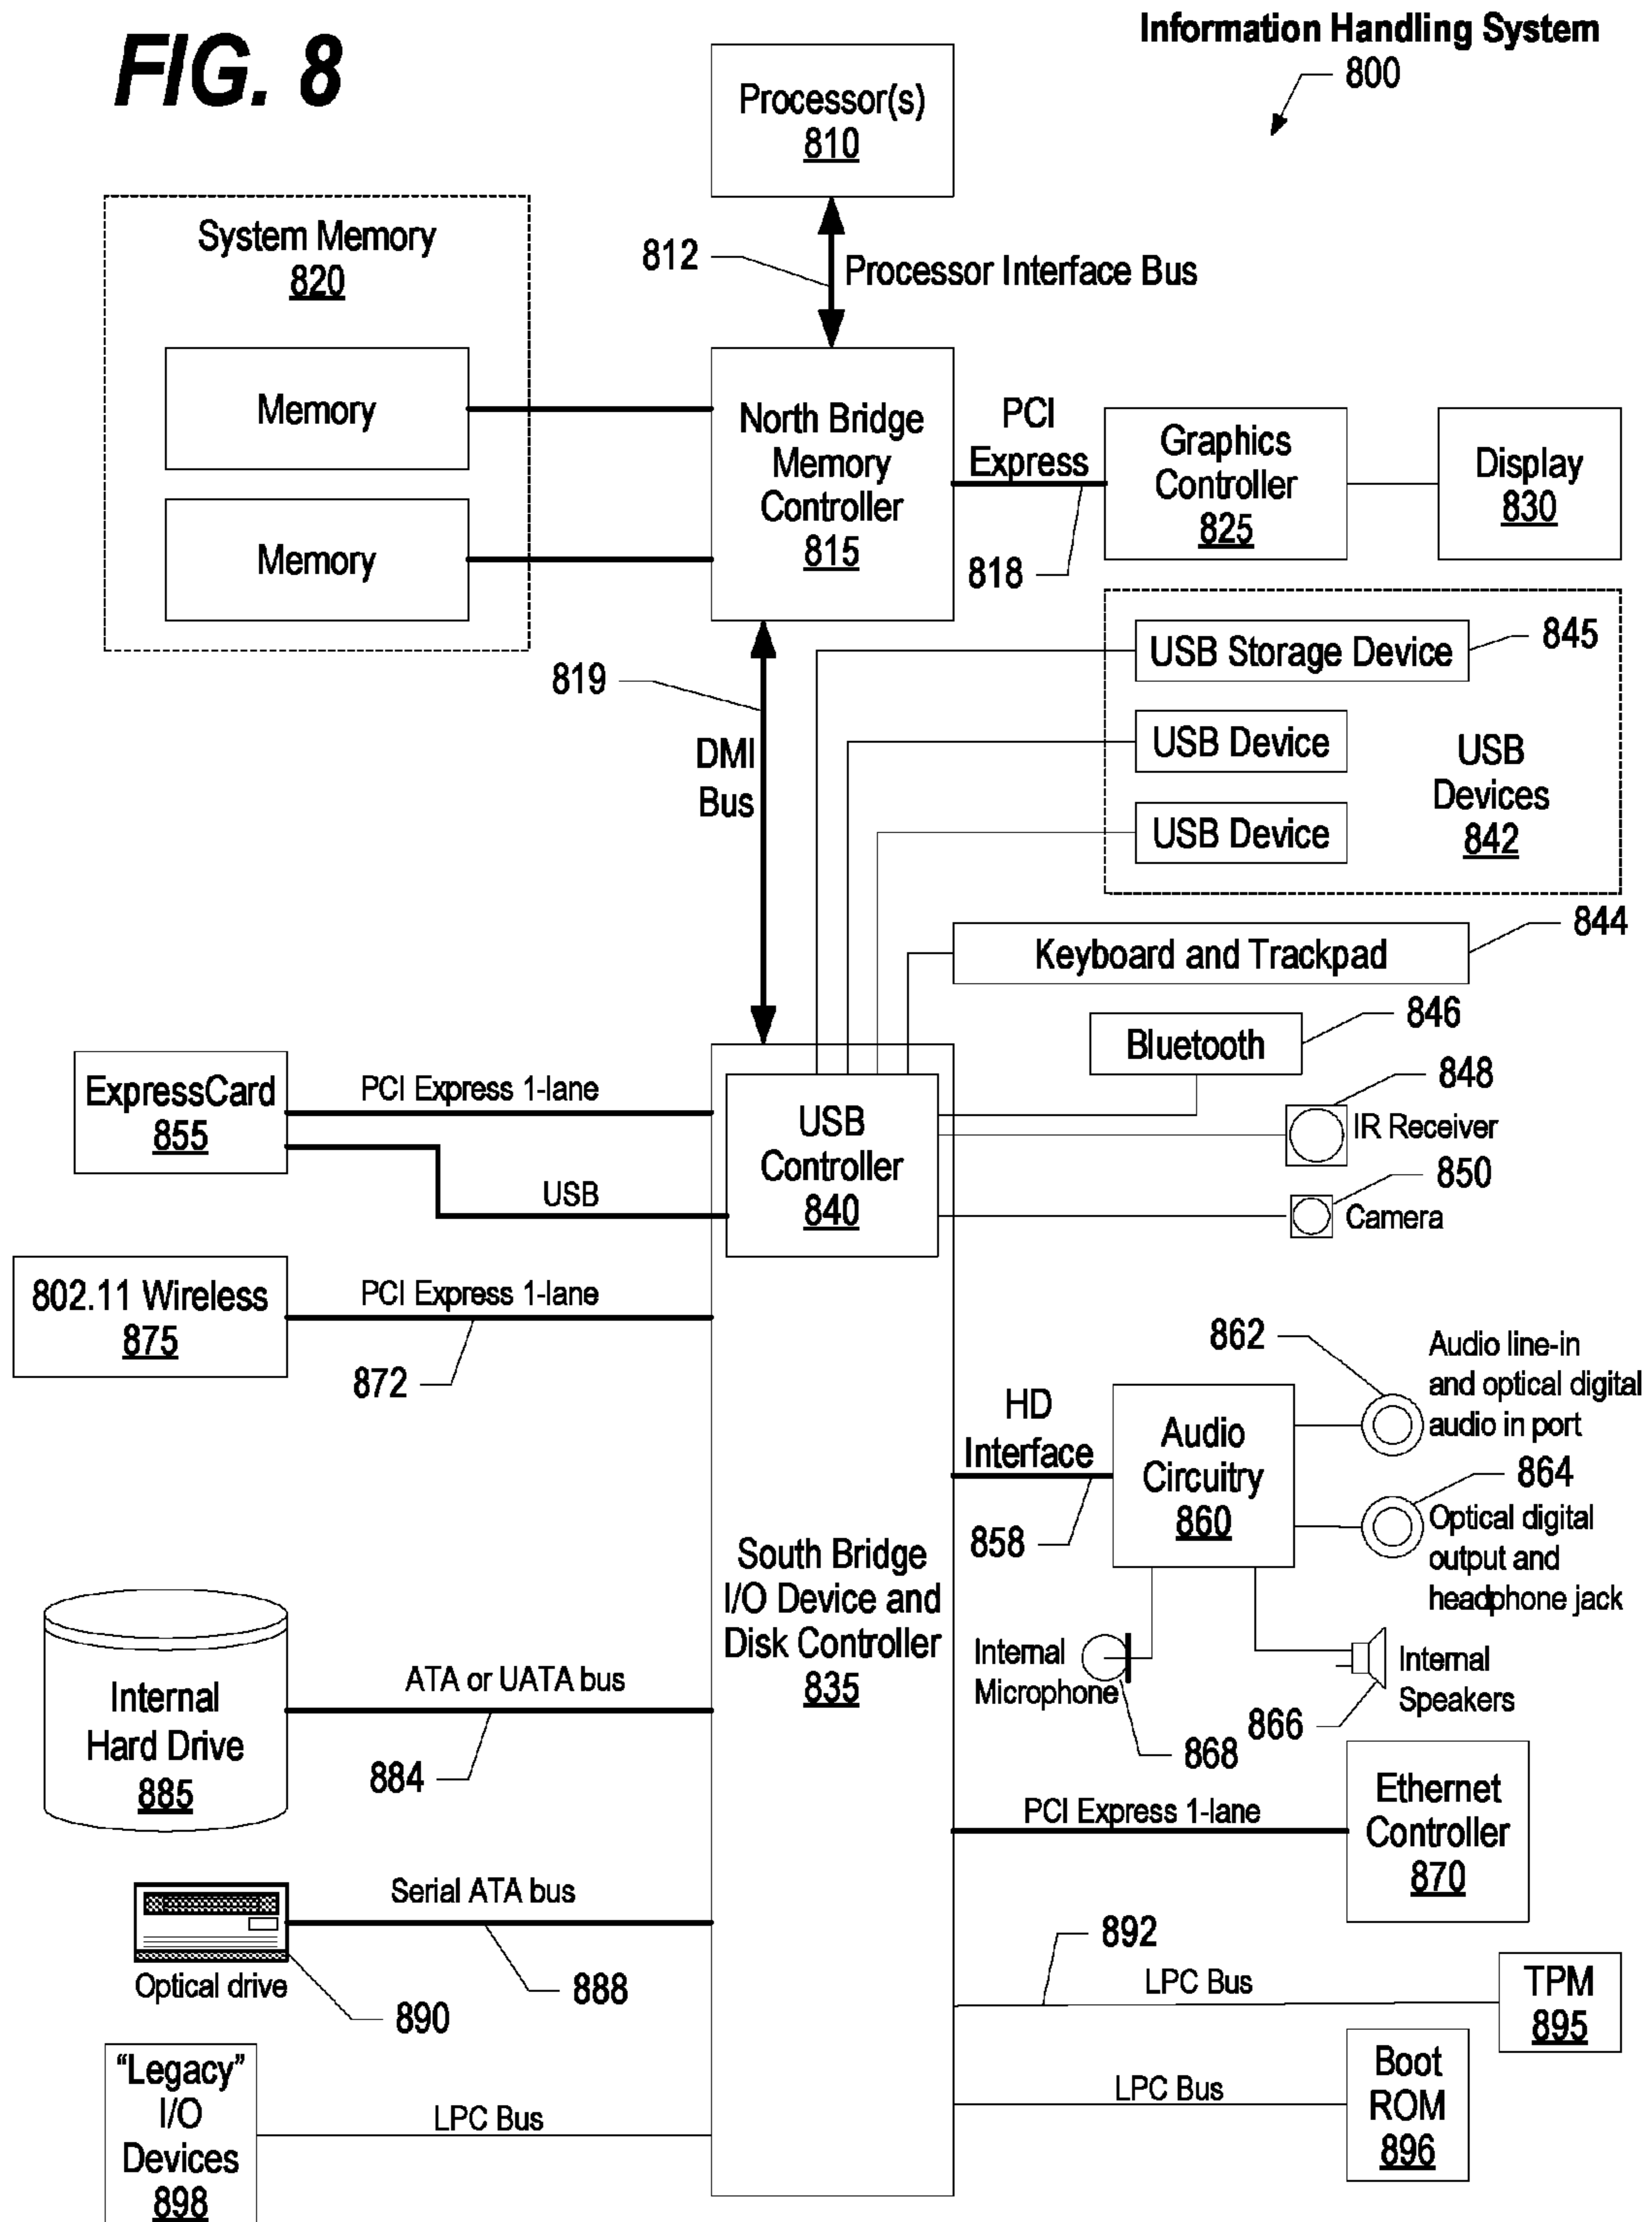 FIG. 8
Information Handling System
800
Processor(s)
810
812
Processor Interface Bus
System Memory
820
Memory
Memory
North Bridge
Memory
Controller
815
PCI
Express
818
Graphics
Controller
825
Display
830
819
DMI
Bus
USB Storage Device
845
USB Device
USB Device
USB
Devices
842
Keyboard and Trackpad
844
Bluetooth
846
848
IR Receiver
850
Camera
ExpressCard
855
PCI Express 1-lane
USB
USB
Controller
840
802.11 Wireless
875
PCI Express 1-lane
872
HD
Interface
858
Audio
Circuitry
860
862
Audio line-in
and optical digital
audio in port
864
Optical digital
output and
headphone jack
Internal
Microphone
868
866
Internal
Speakers
South Bridge
I/O Device and
Disk Controller
835
Internal
Hard Drive
885
ATA or UATA bus
884
PCI Express 1-lane
Ethernet
Controller
870
Optical drive
890
Serial ATA bus
888
892
LPC Bus
TPM
895
LPC Bus
Boot
ROM
896
“Legacy”
I/O
Devices
898
LPC Bus